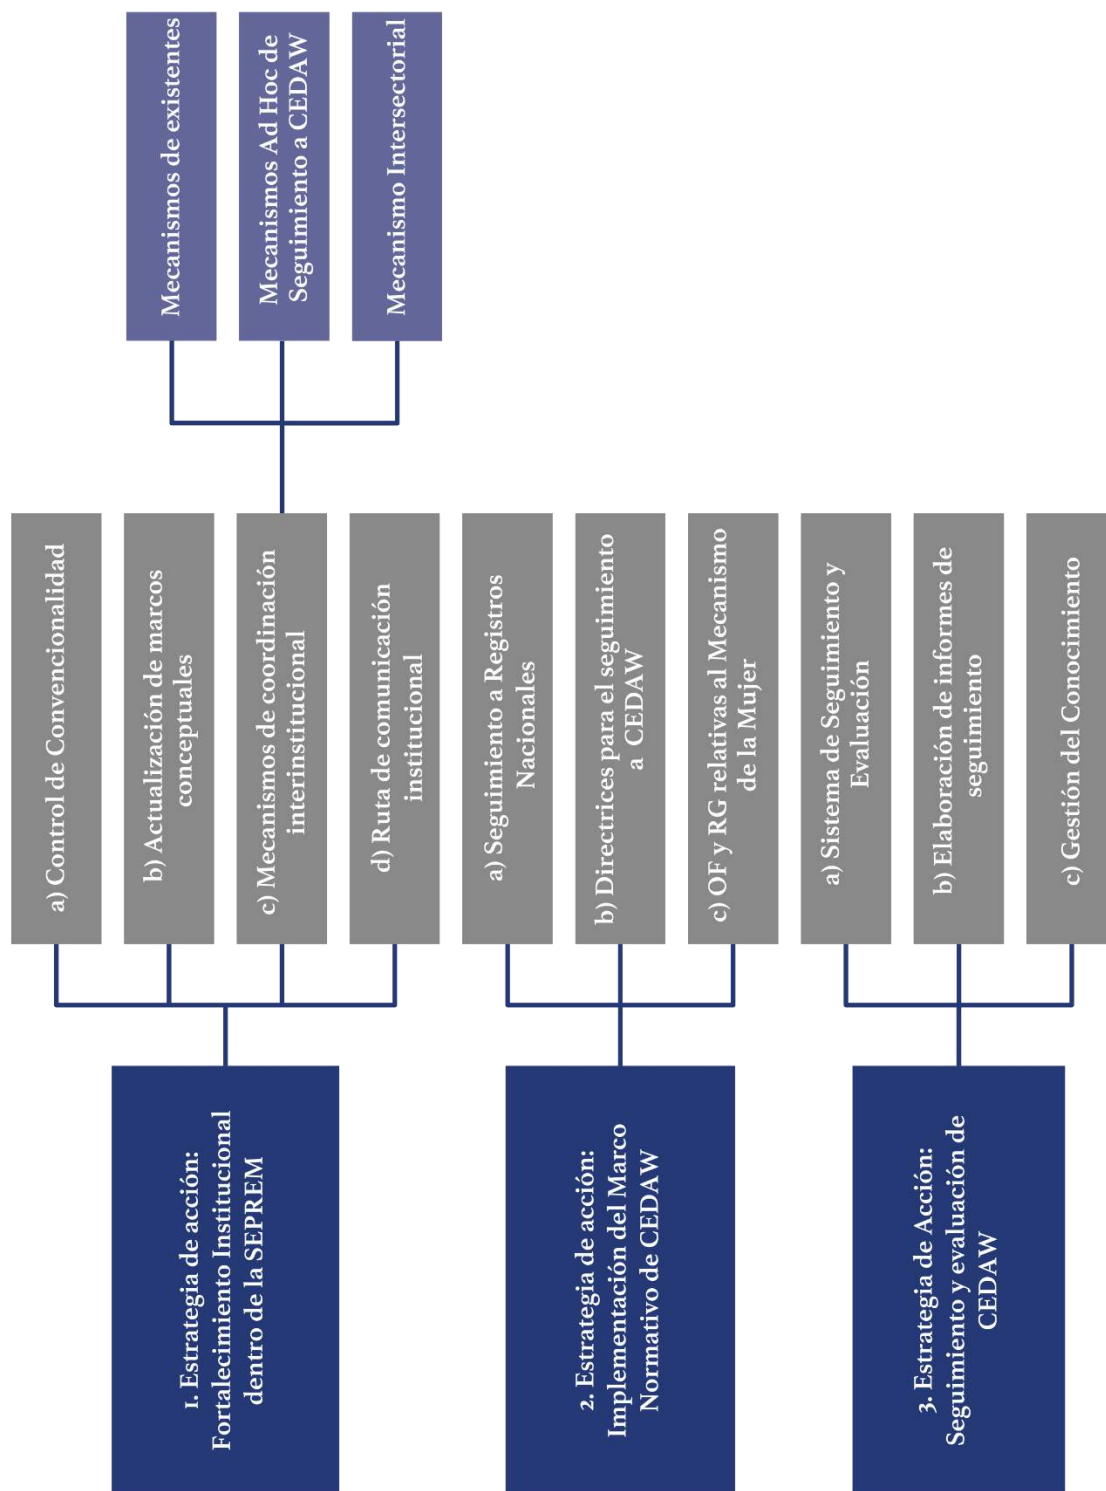 1. Estrategia de acción:
Fortalecimiento Institucional
dentro de la SEPREM
a) Control de Convencionalidad
b) Actualización de marcos
conceptuales
c) Mecanismos de coordinación
interinstitucional
Mecanismos de existentes
Mecanismos Ad Hoc de
Seguimiento a CEDAW
Mecanismo Intersectorial
d) Ruta de comunicación
institucional
2. Estrategia de acción:
Implementación del Marco
Normativo de CEDAW
a) Seguimiento a Registros
Nacionales
b) Directrices para el seguimiento
a CEDAW
c) OF y RG relativas al Mecanismo
de la Mujer
3. Estrategia de Acción:
Seguimiento y evaluación de
CEDAW
a) Sistema de Seguimiento y
Evaluación
b) Elaboración de informes de
seguimiento
c) Gestión del Conocimiento